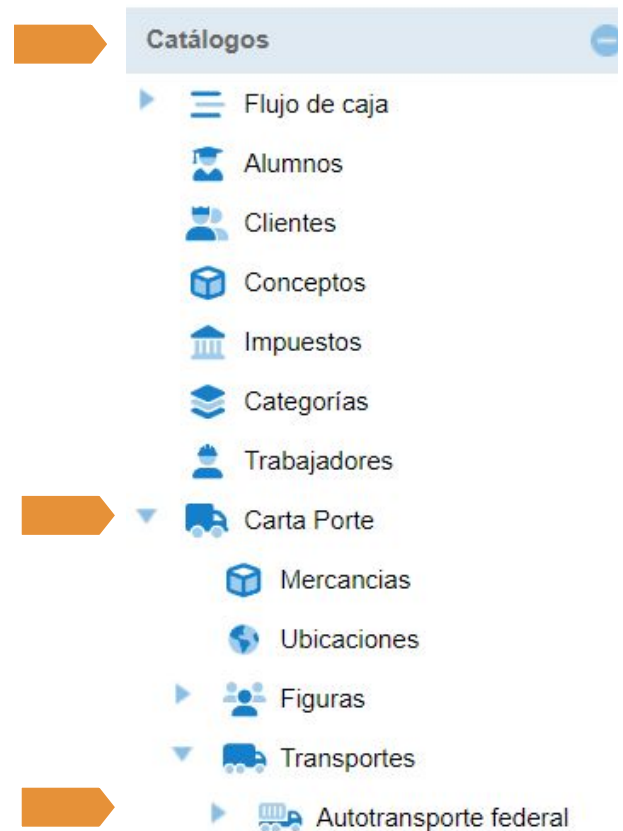 Catálogos
Flujo de caja
Alumnos
Clientes
Conceptos
Impuestos
Categorías
Trabajadores
Carta Porte
Mercancias
Ubicaciones
Figuras
Transportes
Autotransporte federal